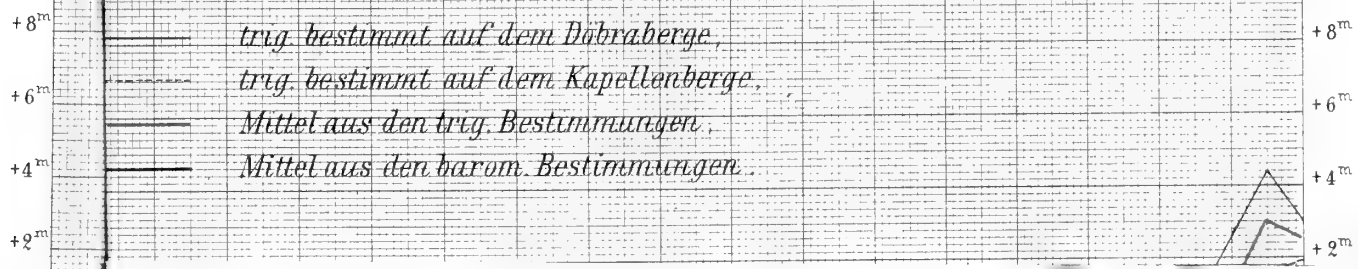 +8m
trig. bestimmt auf dem Döbraberge,
+8m
trig. bestimmt auf dem Kapellenberge,
+6m
+6m
Mittel aus den trig. Bestimmungen,
Mittel aus den barom. Bestimmungen.
+4m
+4m
+2m
+2m